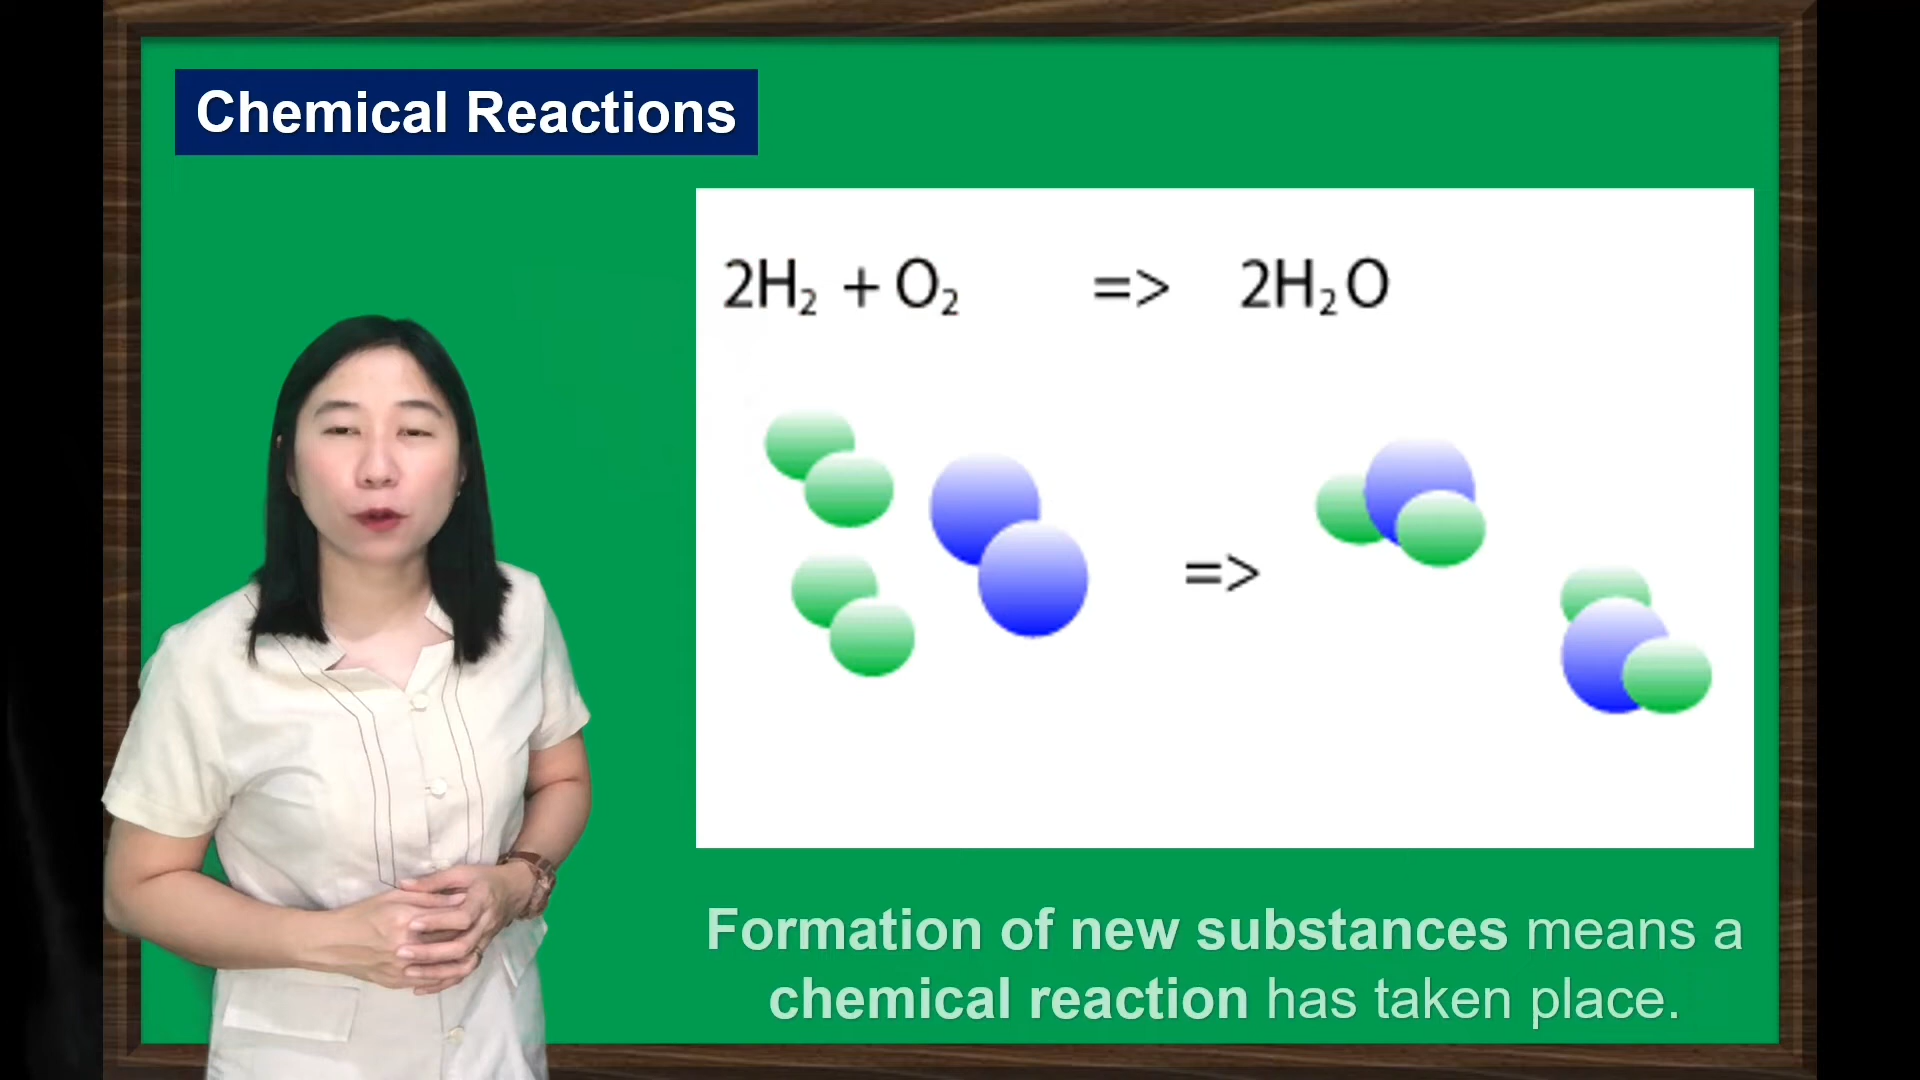 Chemical Reactions
2H₂ + O₂ => 2H₂O
=>
Formation of new substances means a
chemical reaction has taken place.